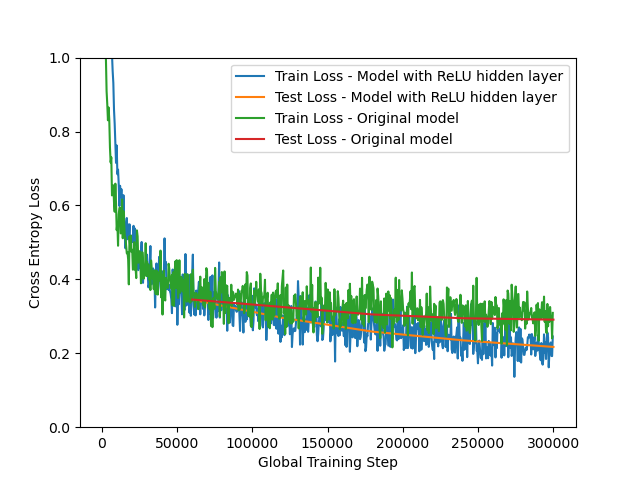 Train Loss - Model with ReLU hidden layer
Test Loss - Model with ReLU hidden layer
Train Loss - Original model
Test Loss - Original model
Cross Entropy Loss
1.0
0.8
0.6
0.4
0.2
0.0
0 50000 100000 150000 200000 250000 300000
Global Training Step